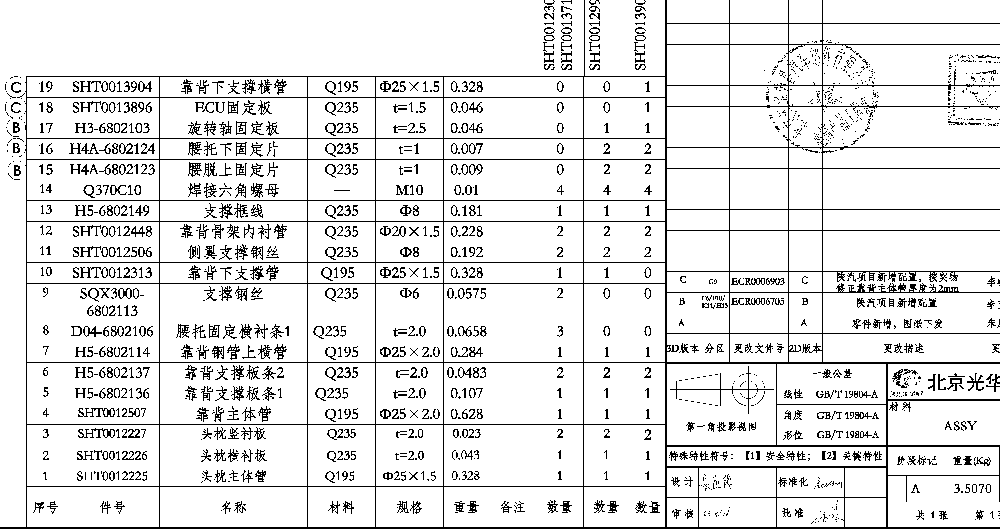 SHT001230
SHT001371
SHT001299
SHT001390
C 19 SHT0013904 靠背下支撑横管 Q195 Φ25×1.5 0.328 0 0 1
C 18 SHT0013896 ECU固定板 Q235 t=1.5 0.046 0 0 1
B 17 H3-6802103 旋转轴固定板 Q235 t=2.5 0.046 0 1 1
B 16 H4A-6802124 腰托下固定片 Q235 t=1 0.007 0 2 2
B 15 H4A-6802123 腰脱上固定片 Q235 t=1 0.009 0 2 2
14 Q370C10 焊接六角螺母 — M10 0.01 4 4 4
13 H5-6802149 支撑框线 Q235 Φ8 0.181 1 1 1
12 SHT0012448 靠背骨架内衬管 Q235 Φ20×1.5 0.228 2 2 2
11 SHT0012506 侧翼支撑钢丝 Q235 Φ8 0.192 2 2 2
10 SHT0012313 靠背下支撑管 Q195 Φ25×1.5 0.328 1 1 0
9 SQX3000-6802113 支撑钢丝 Q235 Φ6 0.0575 2 0 0
8 D04-6802106 腰托固定横衬条1 Q235 t=2.0 0.0658 3 0 0
7 H5-6802114 靠背钢管上横管 Q195 Φ25×2.0 0.284 1 1 1
6 H5-6802137 靠背支撑板条2 Q235 t=2.0 0.0483 2 2 2
5 H5-6802136 靠背支撑板条1 Q235 t=2.0 0.107 1 1 1
4 SHT0012507 靠背主体管 Q195 Φ25×2.0 0.628 1 1 1
3 SHT0012227 头枕竖衬板 Q235 t=2.0 0.023 2 2 2
2 SHT0012226 头枕横衬板 Q235 t=2.0 0.043 1 1 1
1 SHT0012225 头枕主体管 Q195 Φ25×1.5 0.328 1 1 1
序号 件号 名称 材料 规格 重量 备注 数量 数量 数量
C G9 ECR0006903 C 陕汽项目新增配置，按实物
修正靠背主体管厚度为2mm
B ECR0006705 B 陕汽项目新增配置
A A 零件新增，图纸下发
3D版本 分区 更改文件号 2D版本 更改描述
第一角投影视图
一般公差
线性 GB/T 19804-A
角度 GB/T 19804-A
形位 GB/T 19804-A
北京光华
材料
ASSY
特殊特性符号：【1】安全特性；【2】关键特性
设计 标准化
审核 批准
阶段标记 重量(Kg)
A 3.5070
共 1 张 第 1